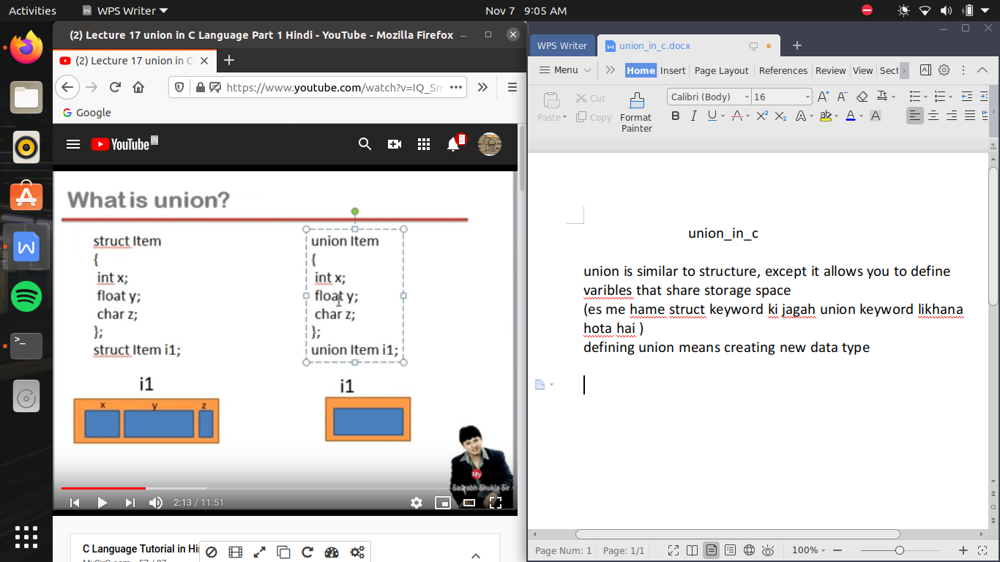 Activities
WPS Writer
Nov 7 9:05 AM
(2) Lecture 17 union in C Language Part 1 Hindi - YouTube - Mozilla Firefox
(2) Lecture 17 union in C
https://www.youtube.com/watch?v=IQ_Sm
Google
YouTube IN
2
What is union?
struct Item
{
int x;
float y;
char z;
};
struct Item i1;
i1
x y z
union Item
{
int x;
float y;
char z;
};
union Item i1;
i1
My
Saurabh Shukla Sir
2:13 / 11:51
C Language Tutorial in Hi
MySirG.com - 57 / 87
WPS Writer
union_in_c.docx
Menu
Home Insert Page Layout References Review View Sect
Paste
Cut
Copy
Format
Painter
Calibri (Body) 16
union_in_c
union is similar to structure, except it allows you to define
varibles that share storage space
(es me hame struct keyword ki jagah union keyword likhana
hota hai )
defining union means creating new data type
Page Num: 1 Page: 1/1 100%